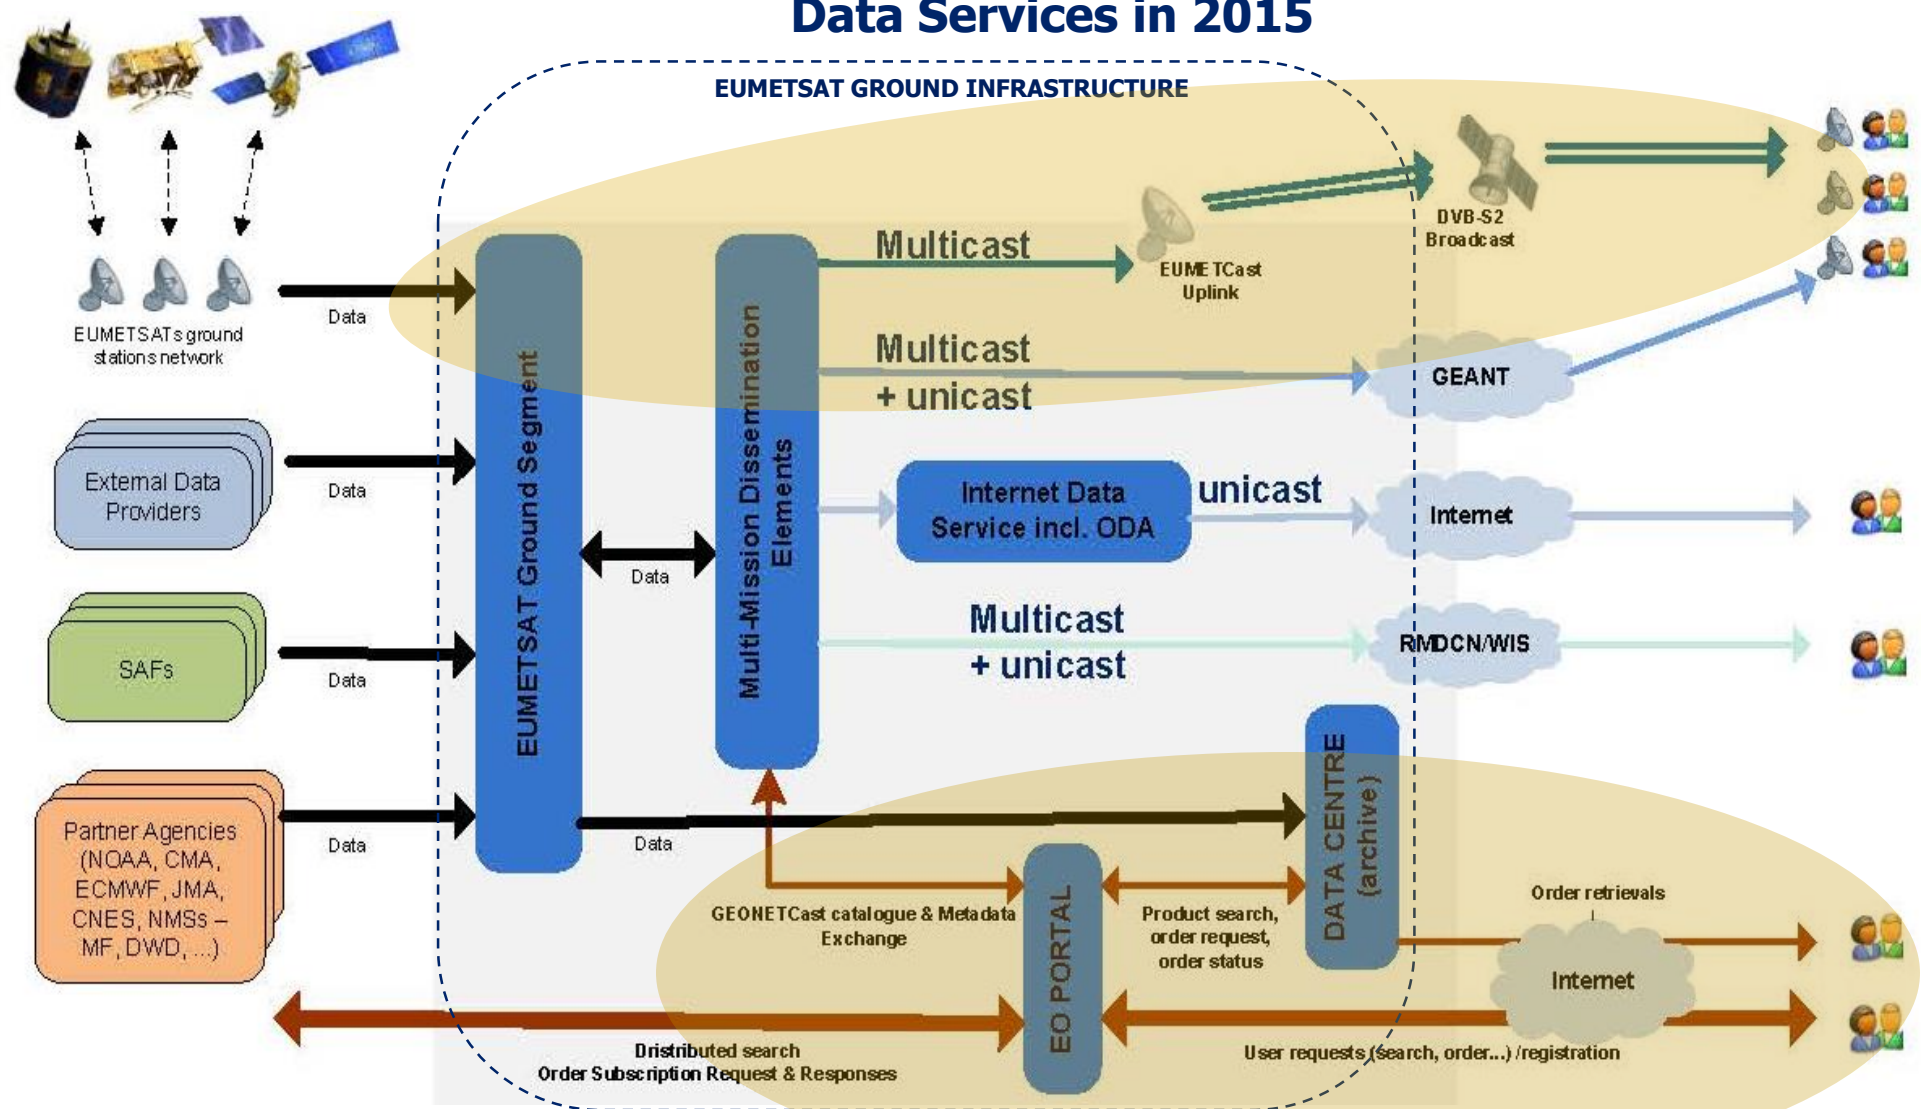 Data Services in 2015
EUMETSAT GROUND INFRASTRUCTURE
EUMETSATs ground
stations network
Data
External Data
Providers
Data
SAFs
Data
Partner Agencies
(NOAA, CMA,
ECMWF, JMA,
CNES, NMSs –
MF, DWD, ...)
Data
EUMETSAT Ground Segment
Data
Data
Multi-Mission Dissemination
Elements
Multicast
EUMETCast
Uplink
DVB-S2
Broadcast
Multicast
+ unicast
GEANT
Internet Data
Service incl. ODA
unicast
Internet
Multicast
+ unicast
RMDCN/WIS
DATA CENTRE
(archive)
GEONETCast catalogue & Metadata
Exchange
EO PORTAL
Product search,
order request,
order status
Order retrievals
Internet
Dristributed search
Order Subscription Request & Responses
User requests (search, order...) /registration